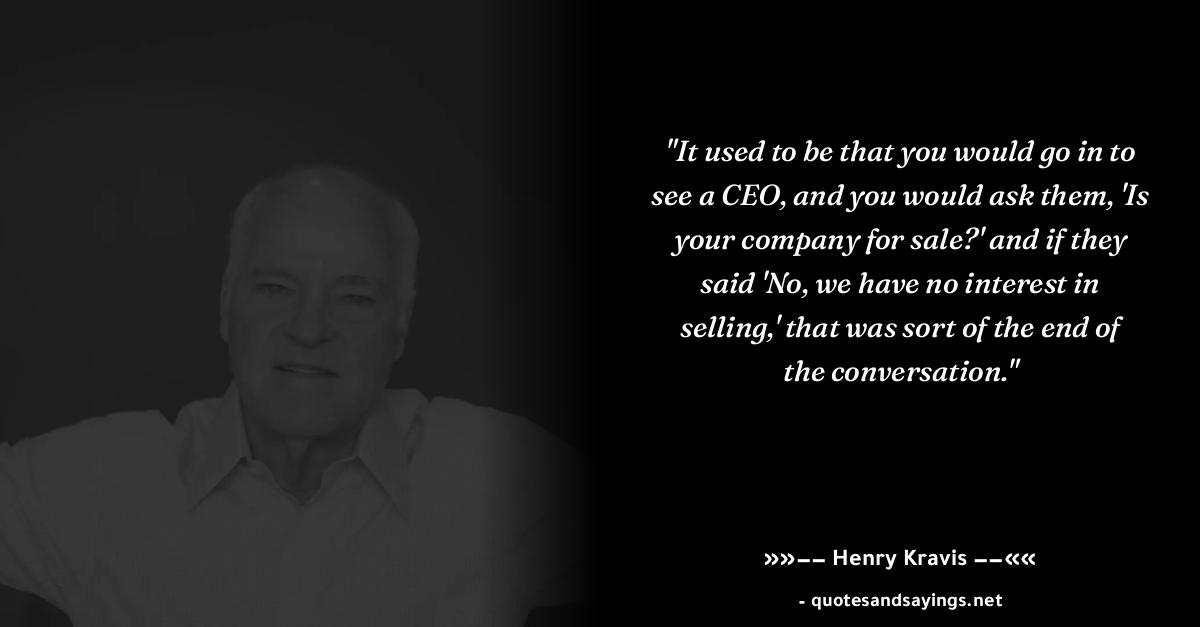 "It used to be that you would go in to
see a CEO, and you would ask them, 'Is
your company for sale?' and if they
said 'No, we have no interest in
selling,' that was sort of the end of
the conversation."
»»−− Henry Kravis −−««
- quotesandsayings.net